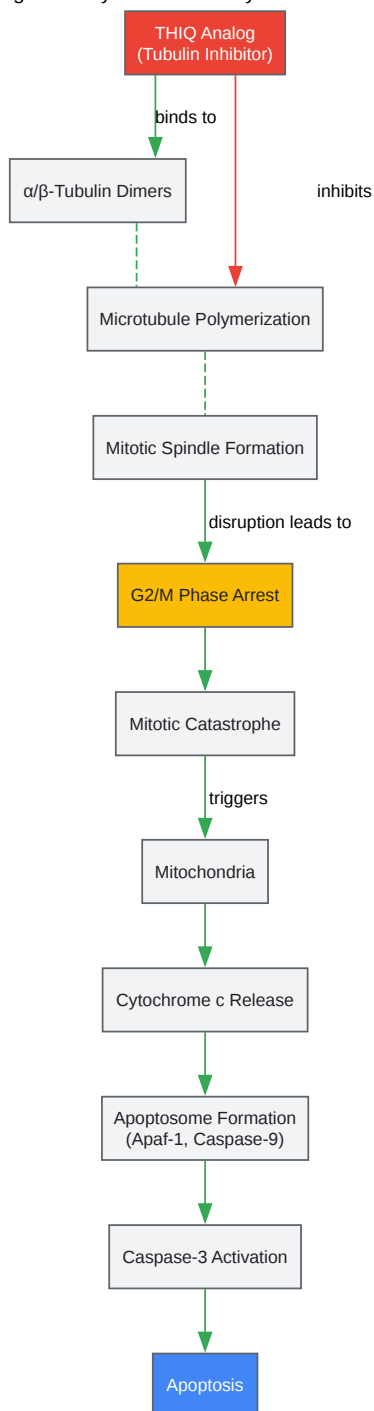 THIQ Analog
(Tubulin Inhibitor)
binds to
α/β-Tubulin Dimers
inhibits
Microtubule Polymerization
Mitotic Spindle Formation
disruption leads to
G2/M Phase Arrest
Mitotic Catastrophe
triggers
Mitochondria
Cytochrome c Release
Apoptosome Formation
(Apaf-1, Caspase-9)
Caspase-3 Activation
Apoptosis